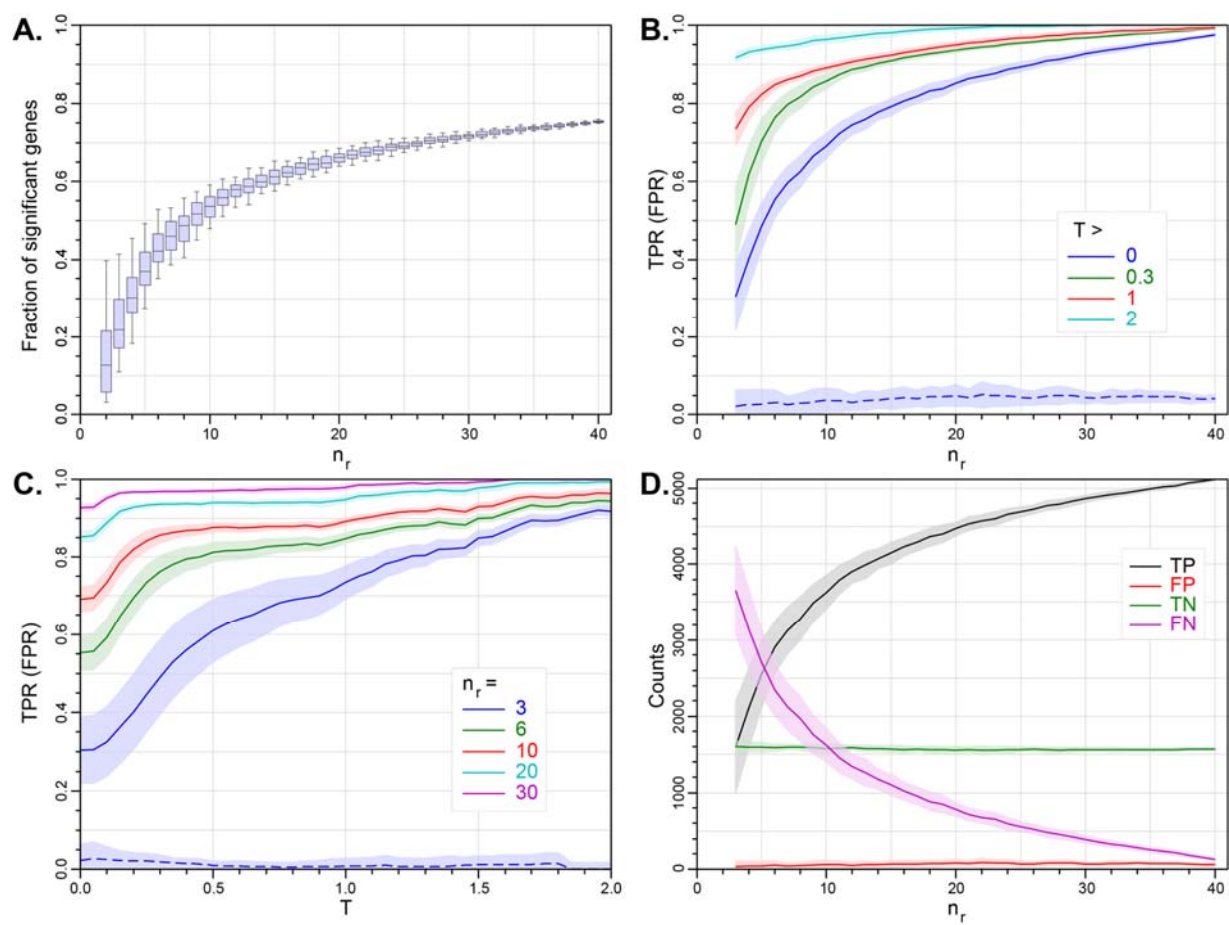 A.
Fraction of significant genes
0.0 0.2 0.4 0.6 0.8 1.0
0 10 20 30 40
n_r
B.
TPR (FPR)
0.0 0.2 0.4 0.6 0.8 1.0
T >
0
0.3
1
2
0 10 20 30 40
n_r
C.
TPR (FPR)
0.0 0.2 0.4 0.6 0.8 1.0
n_r =
3
6
10
20
30
0.0 0.5 1.0 1.5 2.0
T
D.
Counts
0 1000 2000 3000 4000 5000
TP
FP
TN
FN
0 10 20 30 40
n_r